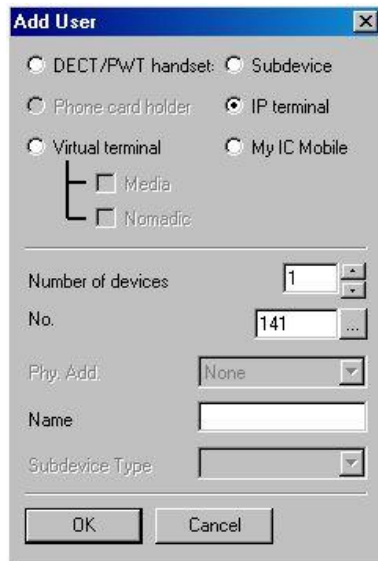 Add User
DECT/PWT handset Subdevice
Phone card holder IP terminal
Virtual terminal My IC Mobile
Media
Nomadic
Number of devices 1
No. 141 ...
Phy. Add. None
Name
Subdevice Type
OK Cancel